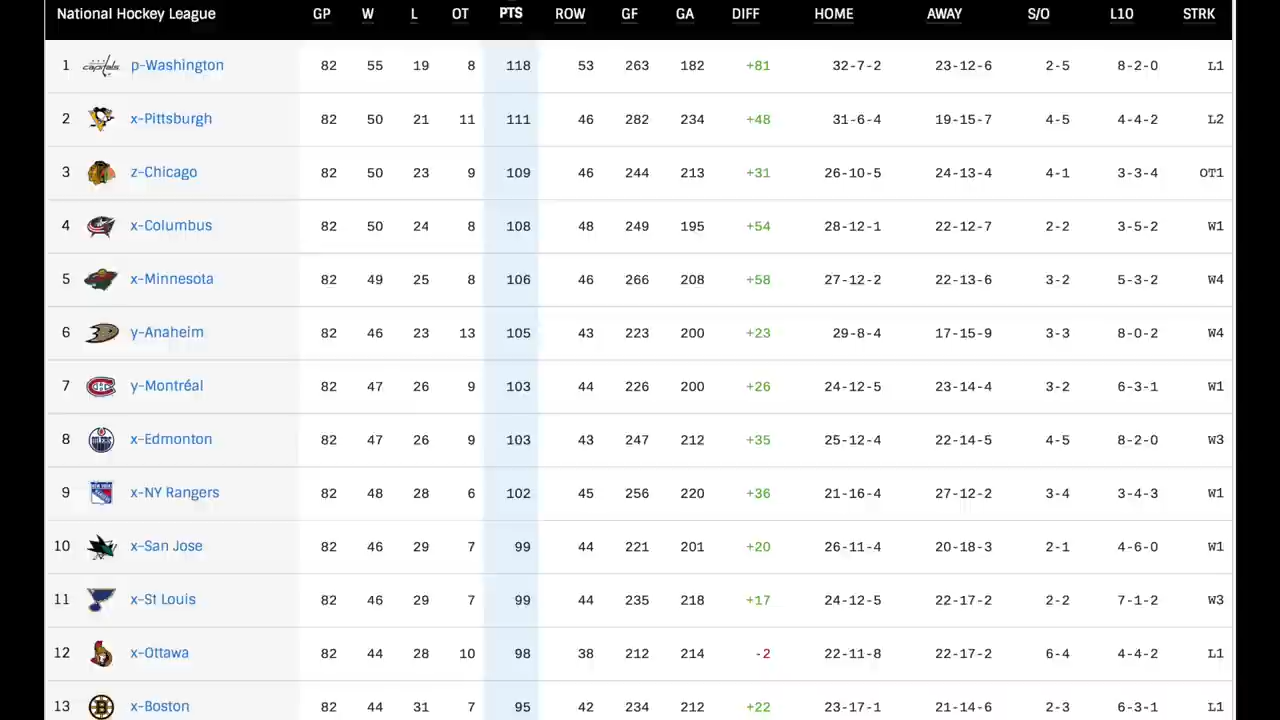 National Hockey League GP W L OT PTS ROW GF GA DIFF HOME AWAY S/O L10 STRK
1 capitals p-Washington 82 55 19 8 118 53 263 182 +81 32-7-2 23-12-6 2-5 8-2-0 L1
2 x-Pittsburgh 82 50 21 11 111 46 282 234 +48 31-6-4 19-15-7 4-5 4-4-2 L2
3 z-Chicago 82 50 23 9 109 46 244 213 +31 26-10-5 24-13-4 4-1 3-3-4 OT1
4 x-Columbus 82 50 24 8 108 48 249 195 +54 28-12-1 22-12-7 2-2 3-5-2 W1
5 x-Minnesota 82 49 25 8 106 46 266 208 +58 27-12-2 22-13-6 3-2 5-3-2 W4
6 y-Anaheim 82 46 23 13 105 43 223 200 +23 29-8-4 17-15-9 3-3 8-0-2 W4
7 y-Montréal 82 47 26 9 103 44 226 200 +26 24-12-5 23-14-4 3-2 6-3-1 W1
8 OILERS x-Edmonton 82 47 26 9 103 43 247 212 +35 25-12-4 22-14-5 4-5 8-2-0 W3
9 NEW YORK x-NY Rangers 82 48 28 6 102 45 256 220 +36 21-16-4 27-12-2 3-4 3-4-3 W1
10 x-San Jose 82 46 29 7 99 44 221 201 +20 26-11-4 20-18-3 2-1 4-6-0 W1
11 x-St Louis 82 46 29 7 99 44 235 218 +17 24-12-5 22-17-2 2-2 7-1-2 W3
12 x-Ottawa 82 44 28 10 98 38 212 214 -2 22-11-8 22-17-2 6-4 4-4-2 L1
13 B x-Boston 82 44 31 7 95 42 234 212 +22 23-17-1 21-14-6 2-3 6-3-1 L1